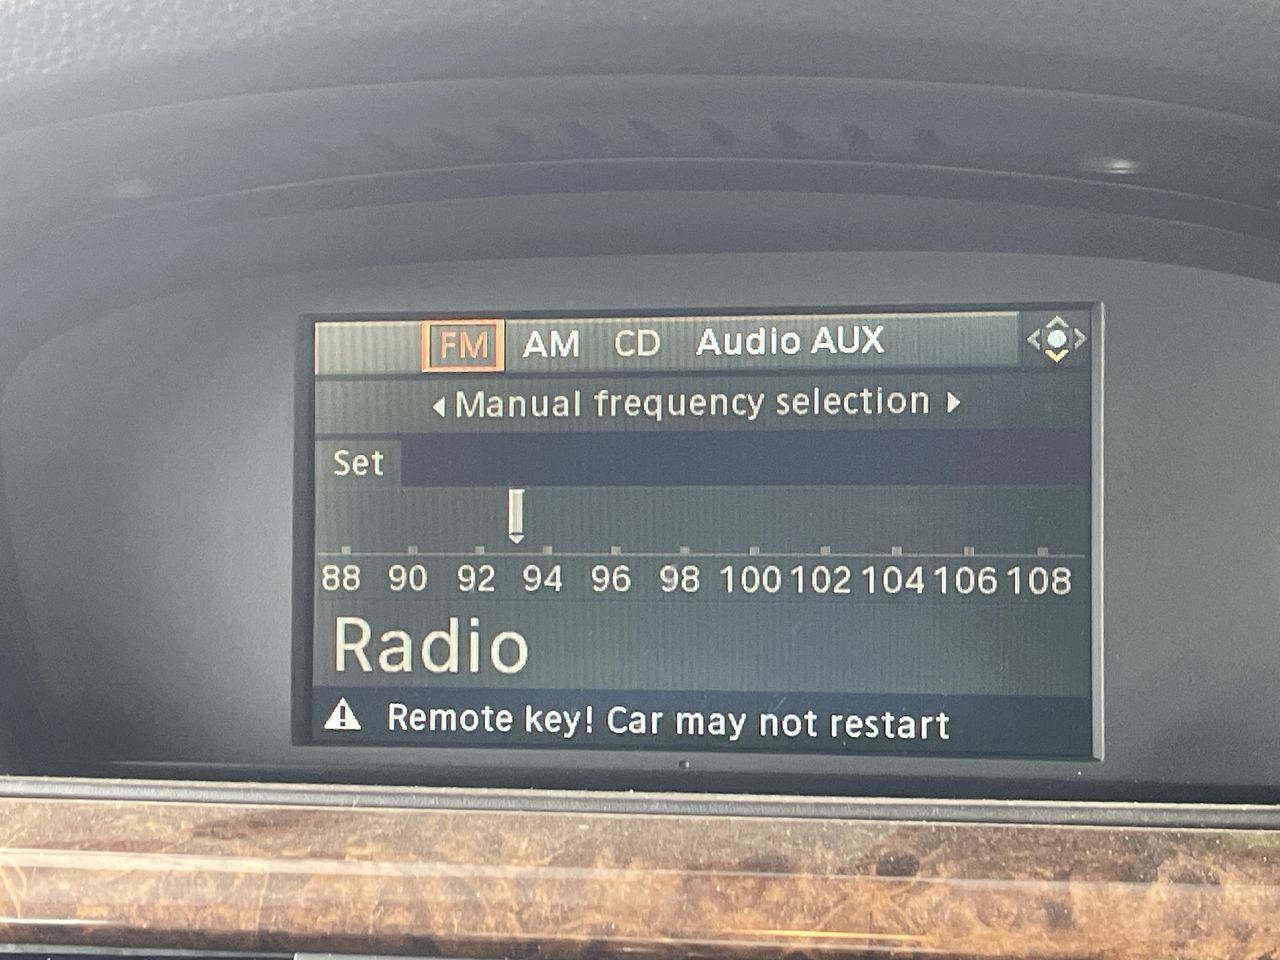 FM AM CD Audio AUX
Manual frequency selection
Set
88 90 92 94 96 98 100 102 104 106 108
Radio
Remote key! Car may not restart